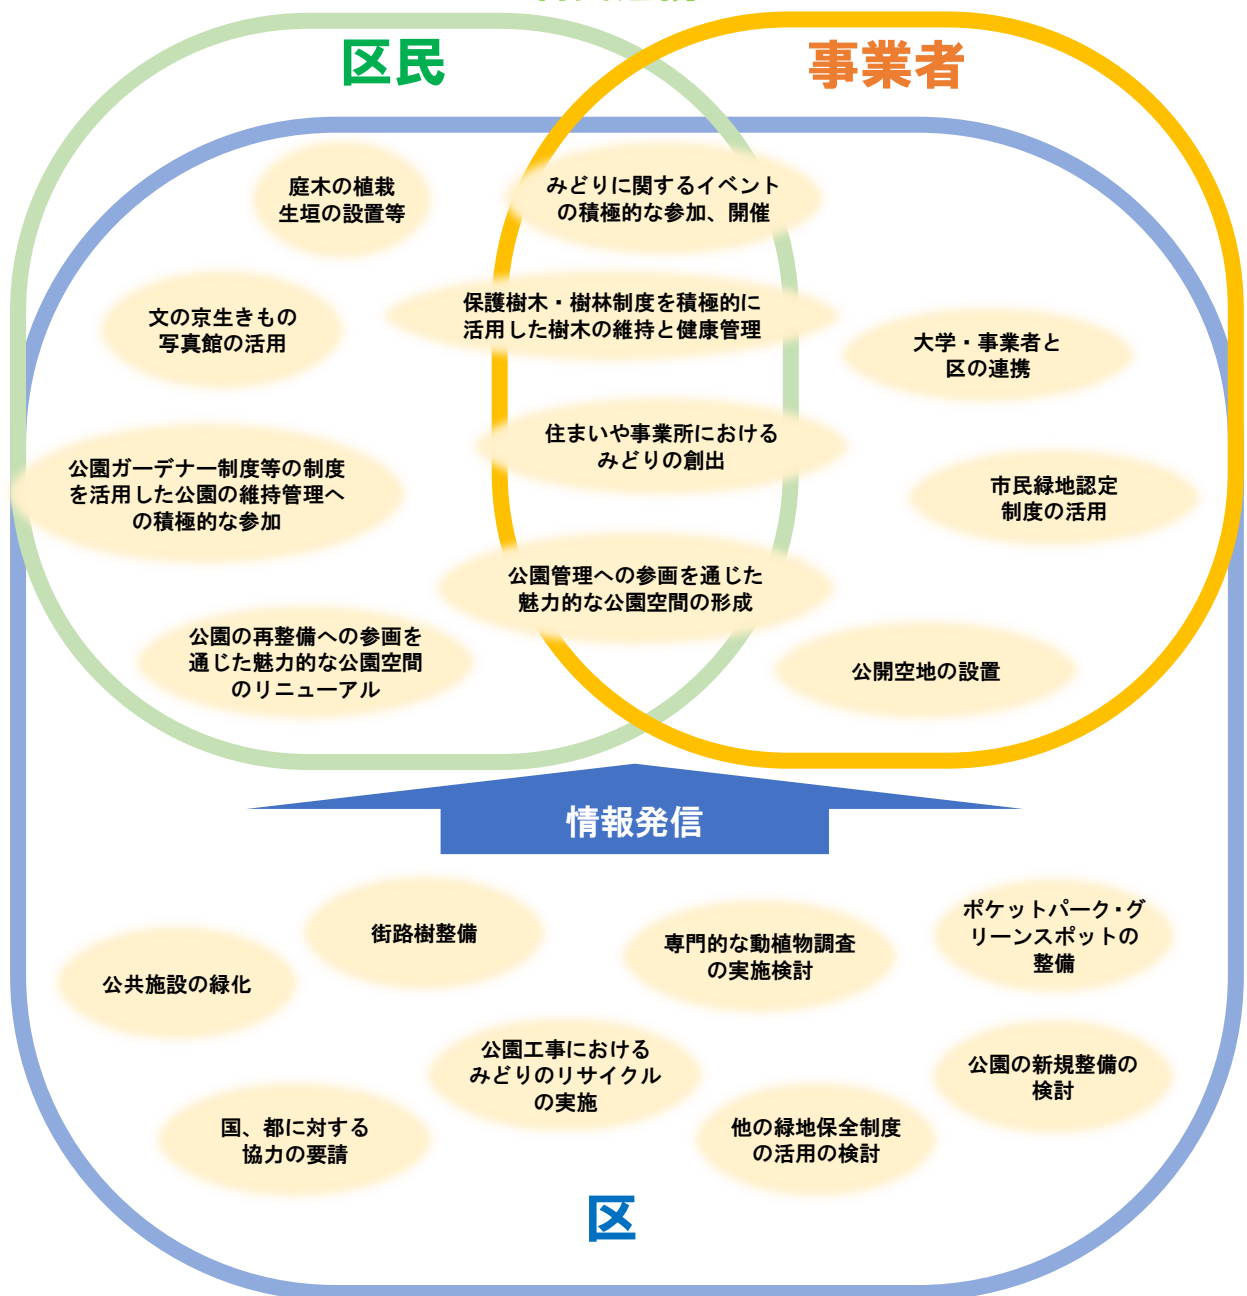 区民
事業者
庭木の植栽
生垣の設置等
みどりに関するイベント
の積極的な参加、開催
文の京生きもの
写真館の活用
保護樹木・樹林制度を積極的に
活用した樹木の維持と健康管理
大学・事業者と
区の連携
公園ガーデナー制度等の制度
を活用した公園の維持管理へ
の積極的な参加
住まいや事業所における
みどりの創出
市民緑地認定
制度の活用
公園管理への参画を通じた
魅力的な公園空間の形成
公園の再整備への参画を
通じた魅力的な公園空間
のリニューアル
公開空地の設置
情報発信
街路樹整備
公共施設の緑化
専門的な動植物調査
の実施検討
ポケットパーク・グ
リーンスポットの
整備
公園工事における
みどりのリサイクル
の実施
公園の新規整備の
検討
国、都に対する
協力の要請
他の緑地保全制度
の活用の検討
区